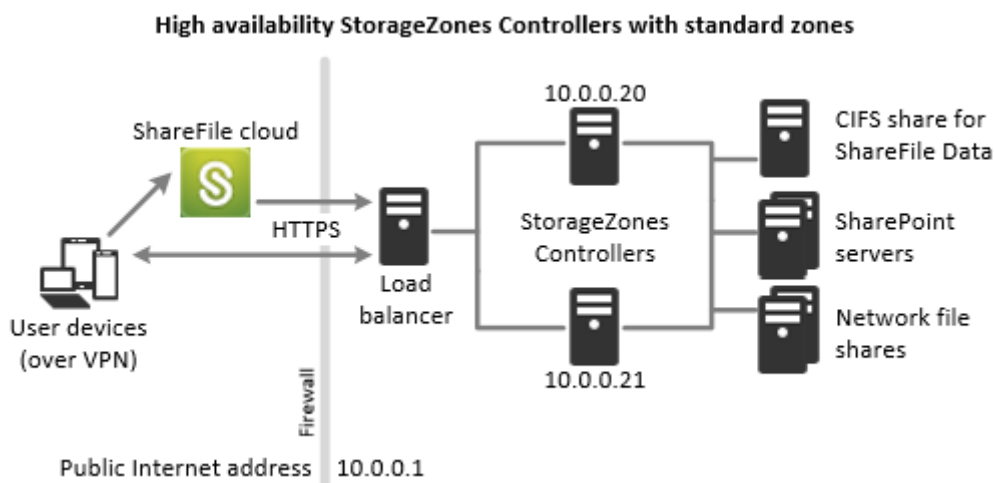 High availability StorageZones Controllers with standard zones
10.0.0.20
ShareFile cloud
CIFS share for
ShareFile Data
S
HTTPS
StorageZones
Controllers
SharePoint
servers
Load
balancer
User devices
(over VPN)
Network file
shares
10.0.0.21
Firewall
Public Internet address
10.0.0.1